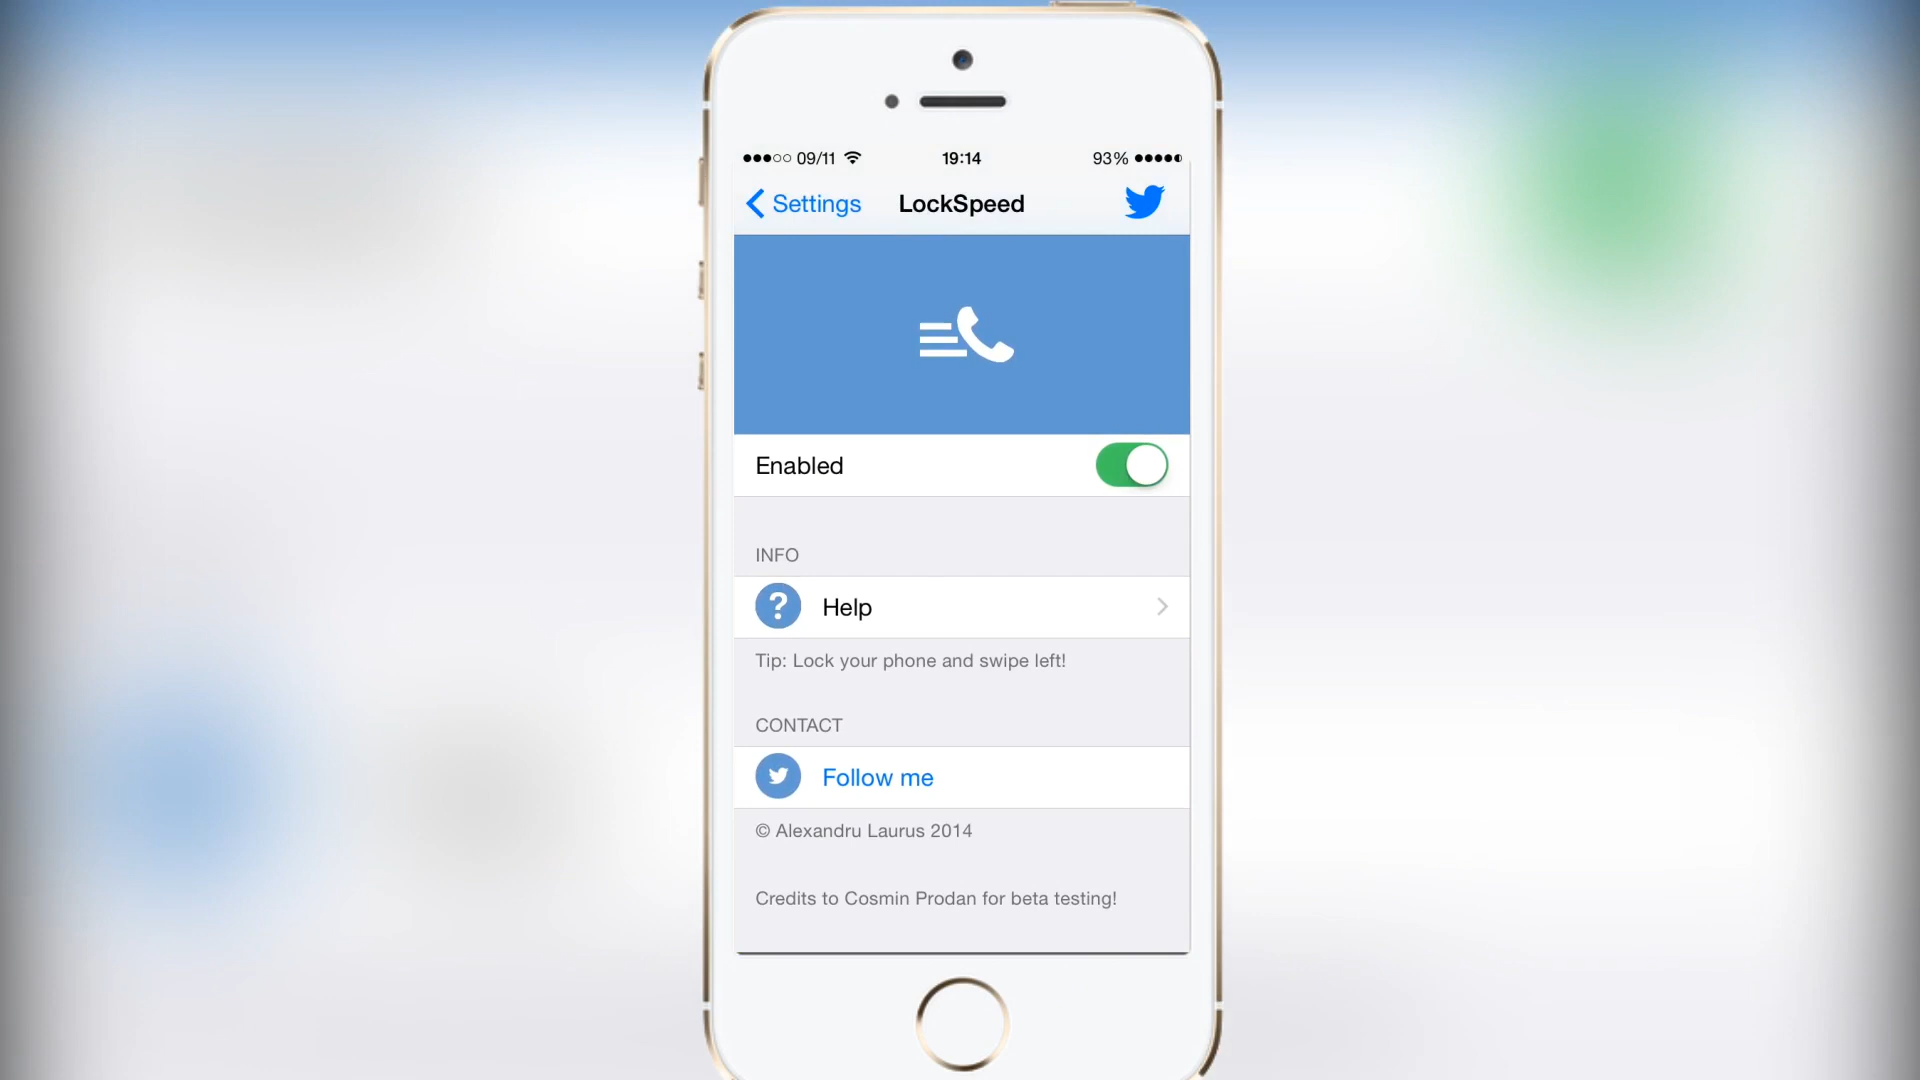 09/11 19:14 93%
Settings LockSpeed
Enabled
INFO
? Help
Tip: Lock your phone and swipe left!
CONTACT
Follow me
© Alexandru Laurus 2014
Credits to Cosmin Prodan for beta testing!